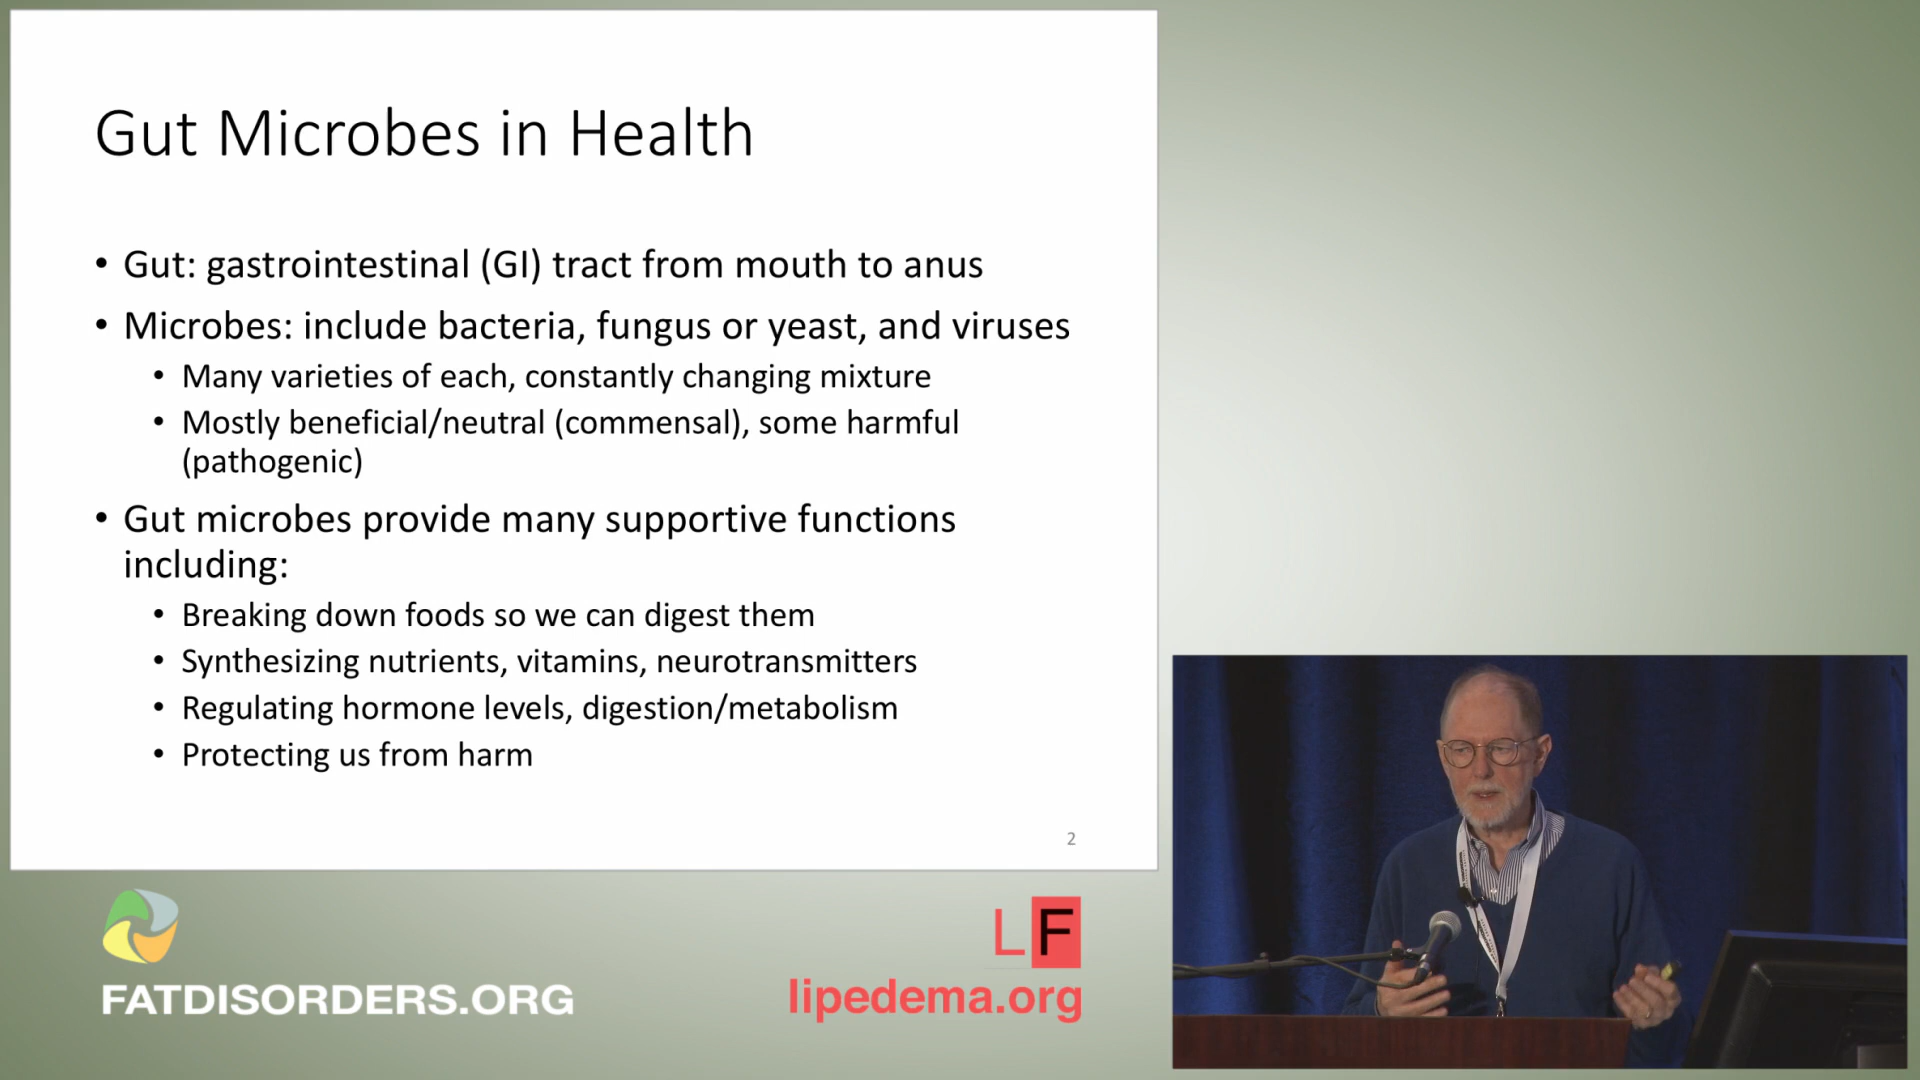 Gut Microbes in Health
• Gut: gastrointestinal (GI) tract from mouth to anus
• Microbes: include bacteria, fungus or yeast, and viruses
• Many varieties of each, constantly changing mixture
• Mostly beneficial/neutral (commensal), some harmful
(pathogenic)
• Gut microbes provide many supportive functions
including:
• Breaking down foods so we can digest them
• Synthesizing nutrients, vitamins, neurotransmitters
• Regulating hormone levels, digestion/metabolism
• Protecting us from harm
2
FATDISORDERS.ORG
LF
lipedema.org